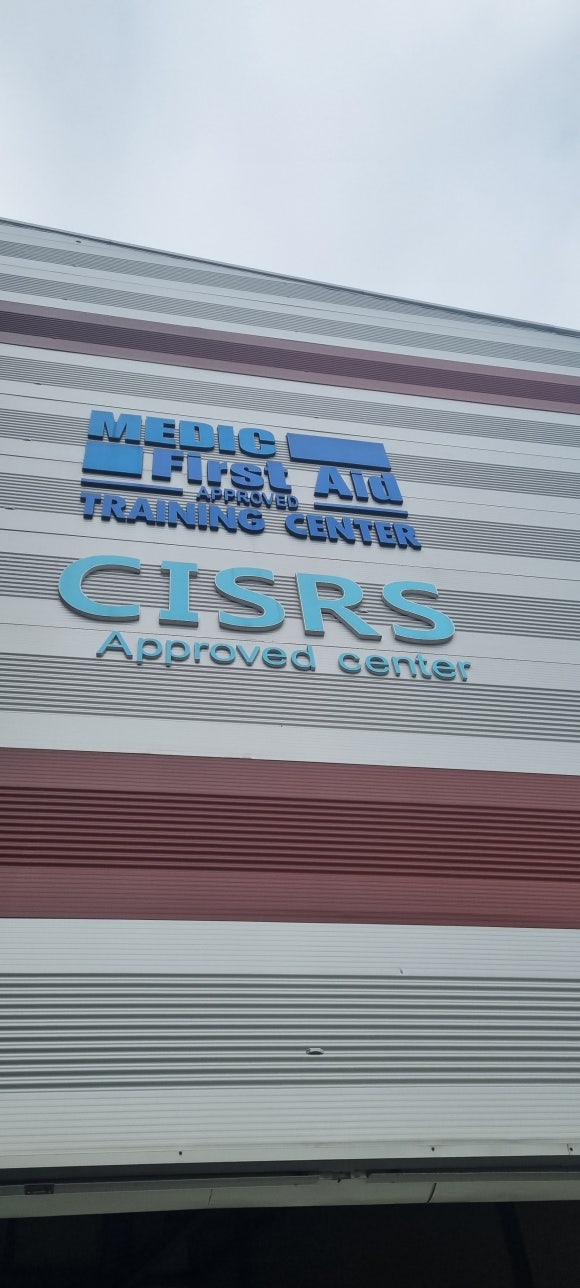 MEDIC
First Aid
APPROVED
TRAINING CENTER
CISRS
Approved center